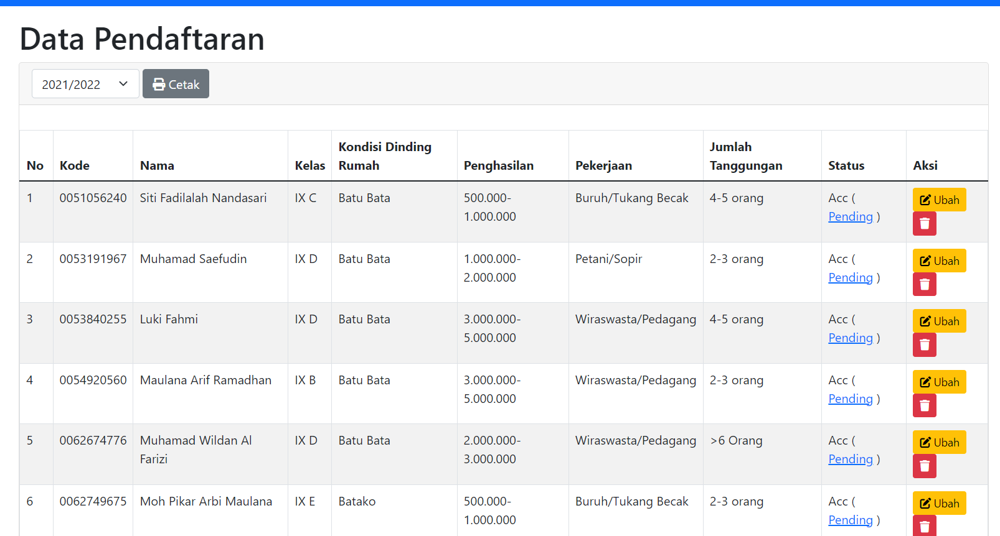 Data Pendaftaran
2021/2022 Cetak
Kondisi Dinding Jumlah
No Kode Nama Kelas Rumah Penghasilan Pekerjaan Tanggungan Status Aksi
1 0051056240 Siti Fadilalah Nandasari IX C Batu Bata 500.000- Buruh/Tukang Becak 4-5 orang Acc ( Ubah
1.000.000 Pending )
2 0053191967 Muhamad Saefudin IX D Batu Bata 1.000.000- Petani/Sopir 2-3 orang Acc ( Ubah
2.000.000 Pending )
3 0053840255 Luki Fahmi IX D Batu Bata 3.000.000- Wiraswasta/Pedagang 4-5 orang Acc ( Ubah
5.000.000 Pending )
4 0054920560 Maulana Arif Ramadhan IX B Batu Bata 3.000.000- Wiraswasta/Pedagang 2-3 orang Acc ( Ubah
5.000.000 Pending )
5 0062674776 Muhamad Wildan Al IX D Batu Bata 2.000.000- Wiraswasta/Pedagang >6 Orang Acc ( Ubah
Farizi 3.000.000 Pending )
6 0062749675 Moh Pikar Arbi Maulana IX E Batako 500.000- Buruh/Tukang Becak 2-3 orang Acc ( Ubah
1.000.000 Pending )